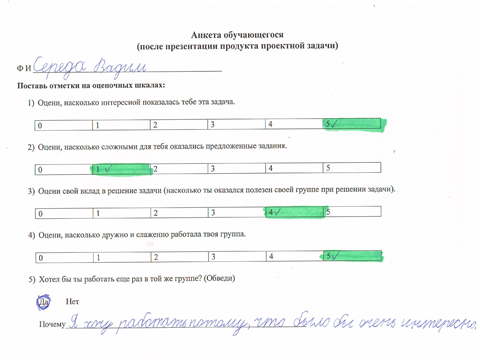 Анкета обучающегося
(после презентации продукта проектной задачи)
Ф И Середа Вадим
Поставь отметки на оценочных шкалах:
1) Оцени, насколько интересной показалась тебе эта задача.
0 1 2 3 4 5 ✓
2) Оцени, насколько сложными для тебя оказались предложенные задания.
0 1 ✓ 2 3 4 5
3) Оцени свой вклад в решение задачи (насколько ты оказался полезен своей группе при решении задачи).
0 1 2 3 4 ✓ 5
4) Оцени, насколько дружно и слаженно работала твоя группа.
0 1 2 3 4 5 ✓
5) Хотел бы ты работать еще раз в той же группе? (Обведи)
Да Нет
Почему Я хочу работать потому, что было бы очень интересно.